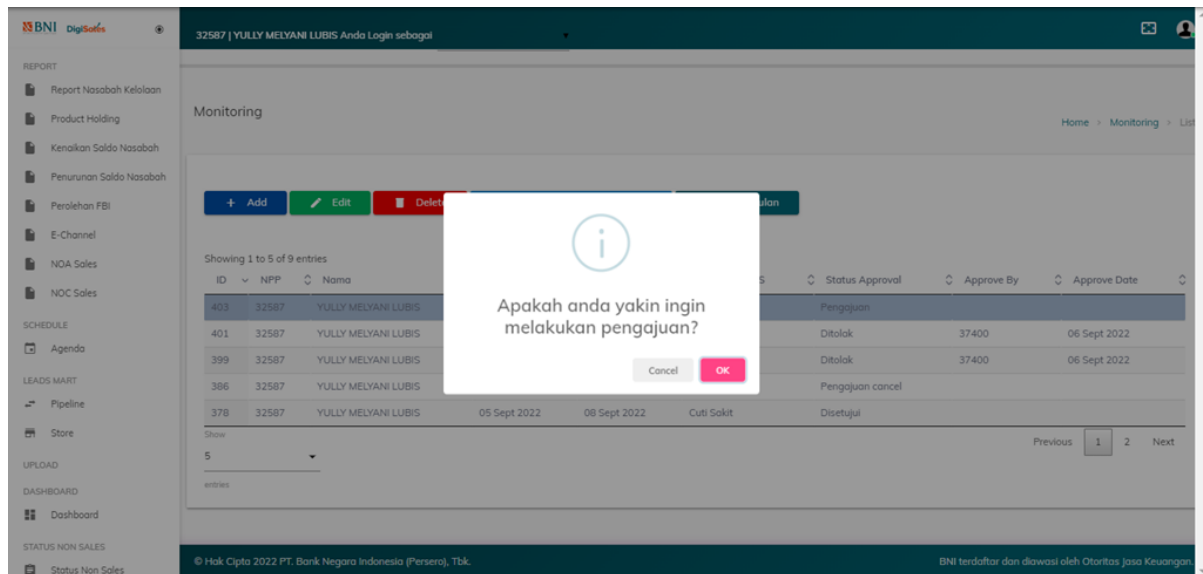 BNI DigiSales
32587 | YULLY MELYANI LUBIS Anda Login sebagai
REPORT
Report Nasabah Kelolaan
Product Holding
Kenaikan Saldo Nasabah
Penurunan Saldo Nasabah
Perolehan FBI
E-Channel
NOA Sales
NOC Sales
SCHEDULE
Agenda
LEADS MART
Pipeline
Store
UPLOAD
DASHBOARD
Dashboard
STATUS NON SALES
Status Non Sales
Monitoring
Home Monitoring List
+ Add Edit Delete
Showing 1 to 5 of 9 entries
ID NPP Nama Status Approval Approve By Approve Date
403 32587 YULLY MELYANI LUBIS Pengajuan
401 32587 YULLY MELYANI LUBIS Ditolak 37400 06 Sept 2022
399 32587 YULLY MELYANI LUBIS Ditolak 37400 06 Sept 2022
386 32587 YULLY MELYANI LUBIS Pengajuan cancel
378 32587 YULLY MELYANI LUBIS 05 Sept 2022 08 Sept 2022 Cuti Sakit Disetujui
Show
5
entries
Previous 1 2 Next
Apakah anda yakin ingin
melakukan pengajuan?
Cancel OK
© Hak Cipta 2022 PT. Bank Negara Indonesia (Persero), Tbk.
BNI terdaftar dan diawasi oleh Otoritas Jasa Keuangan.